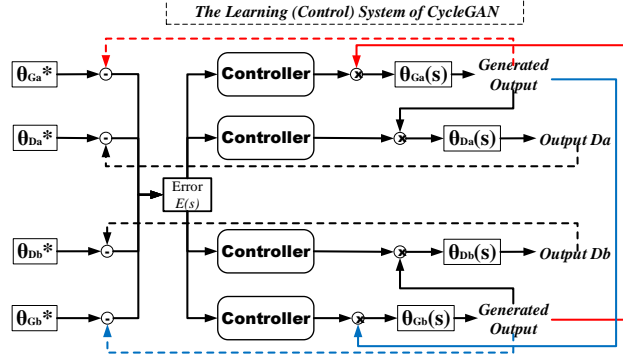 The Learning (Control) System of CycleGAN
θGa* - Controller x θGa(s) Generated Output
θDa* - Controller x θDa(s) Output Da
Error E(s)
θDb* - Controller x θDb(s) Output Db
θGb* - Controller x θGb(s) Generated Output